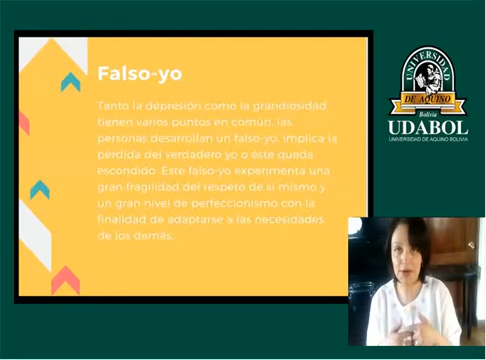 Falso-yo
Tanto la depresión como la grandiosidad
tienen varios puntos en común, las
personas desarrollan un falso-yo, implica la
perdida del verdadero yo o éste queda
escondido. Este falso-yo experimenta una
gran fragilidad del respeto de si mismo y
un gran nivel de perfeccionismo con la
finalidad de adaptarse a las necesidades
de los demás.
UNIVERSIDAD
DE AQUINO
Bolivia
UDABOL
UNIVERSIDAD DE AQUINO BOLIVIA